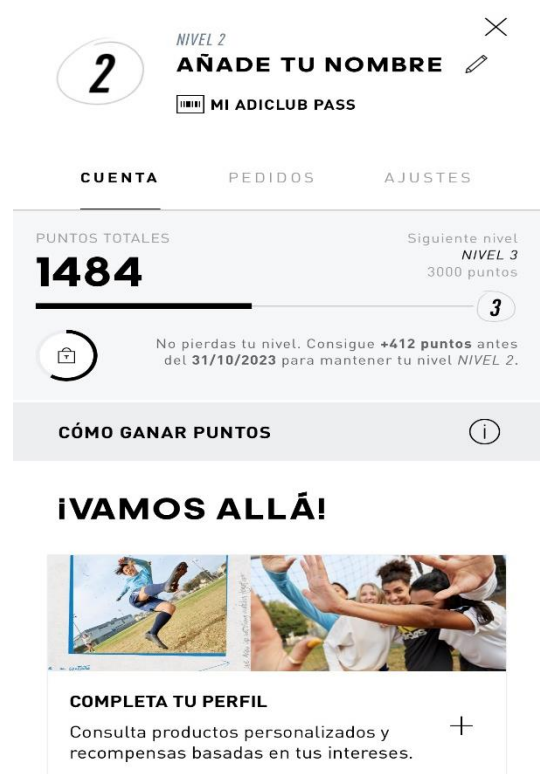 2
NIVEL 2
AÑADE TU NOMBRE
MI ADICLUB PASS
CUENTA
PEDIDOS
AJUSTES
PUNTOS TOTALES
1484
Siguiente nivel
NIVEL 3
3000 puntos
3
No pierdas tu nivel. Consigue +412 puntos antes
del 31/10/2023 para mantener tu nivel NIVEL 2.
CÓMO GANAR PUNTOS
¡VAMOS ALLÁ!
COMPLETA TU PERFIL
Consulta productos personalizados y
recompensas basadas en tus intereses.